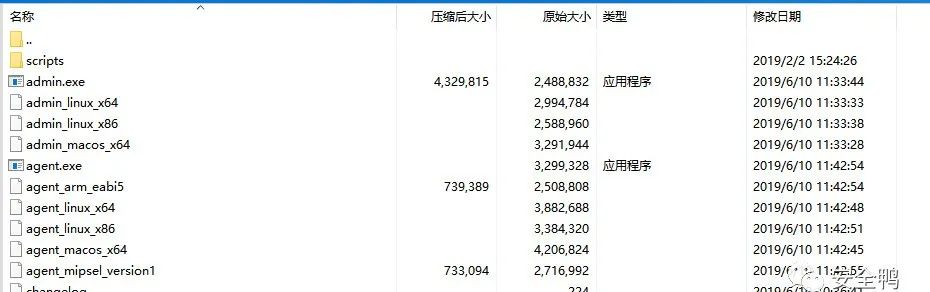 名称 压缩后大小 原始大小 类型 修改日期
..
scripts 2019/2/2 15:24:26
admin.exe 4,329,815 2,488,832 应用程序 2019/6/10 11:33:44
admin_linux_x64 2,994,784 2019/6/10 11:33:33
admin_linux_x86 2,588,960 2019/6/10 11:33:38
admin_macos_x64 3,291,944 2019/6/10 11:33:28
agent.exe 3,299,328 应用程序 2019/6/10 11:42:54
agent_arm_eabi5 739,389 2,508,808 2019/6/10 11:42:54
agent_linux_x64 3,882,688 2019/6/10 11:42:48
agent_linux_x86 3,384,320 2019/6/10 11:42:51
agent_macos_x64 4,206,824 2019/6/10 11:42:45
agent_mipsel_version1 733,094 2,716,992 2019/6/10 11:42:52
changelog 224
安全鸭